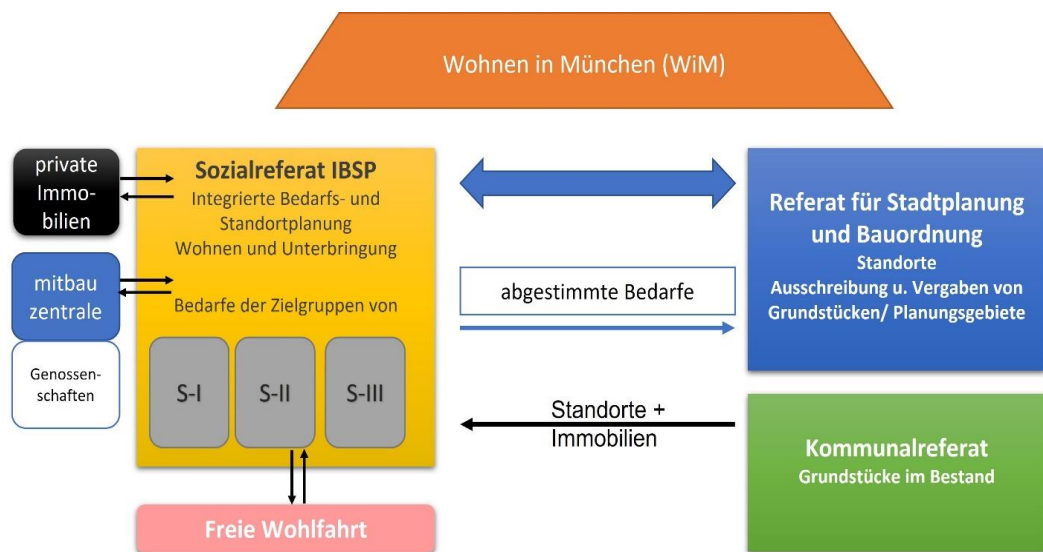 Wohnen in München (WiM)
private
Immo-
bilien
mitbau
zentrale
Genossen-
schaften
Sozialreferat IBSP
Integrierte Bedarfs- und
Standortplanung
Wohnen und Unterbringung
Bedarfe der Zielgruppen von
S-I
S-II
S-III
Freie Wohlfahrt
abgestimmte Bedarfe
Standorte +
Immobilien
Referat für Stadtplanung
und Bauordnung
Standorte
Ausschreibung u. Vergaben von
Grundstücken/ Planungsgebiete
Kommunalreferat
Grundstücke im Bestand